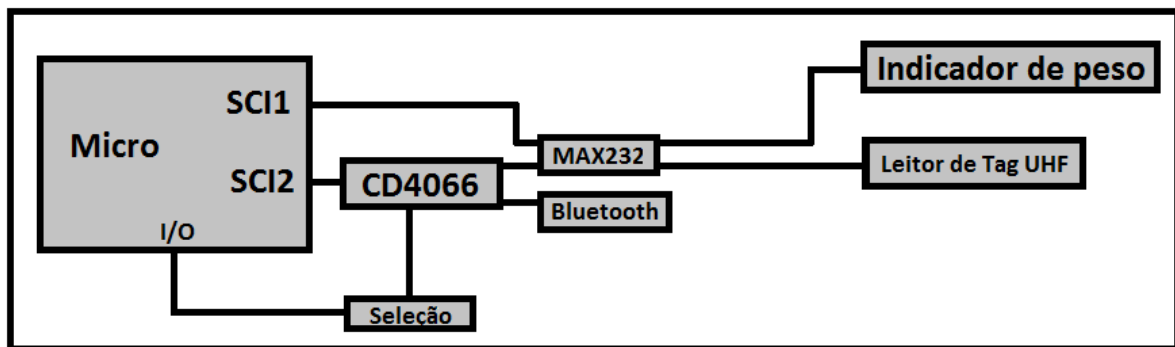 Indicador de peso
SCI1
Micro
MAX232
Leitor de Tag UHF
SCI2
CD4066
Bluetooth
I/O
Seleção